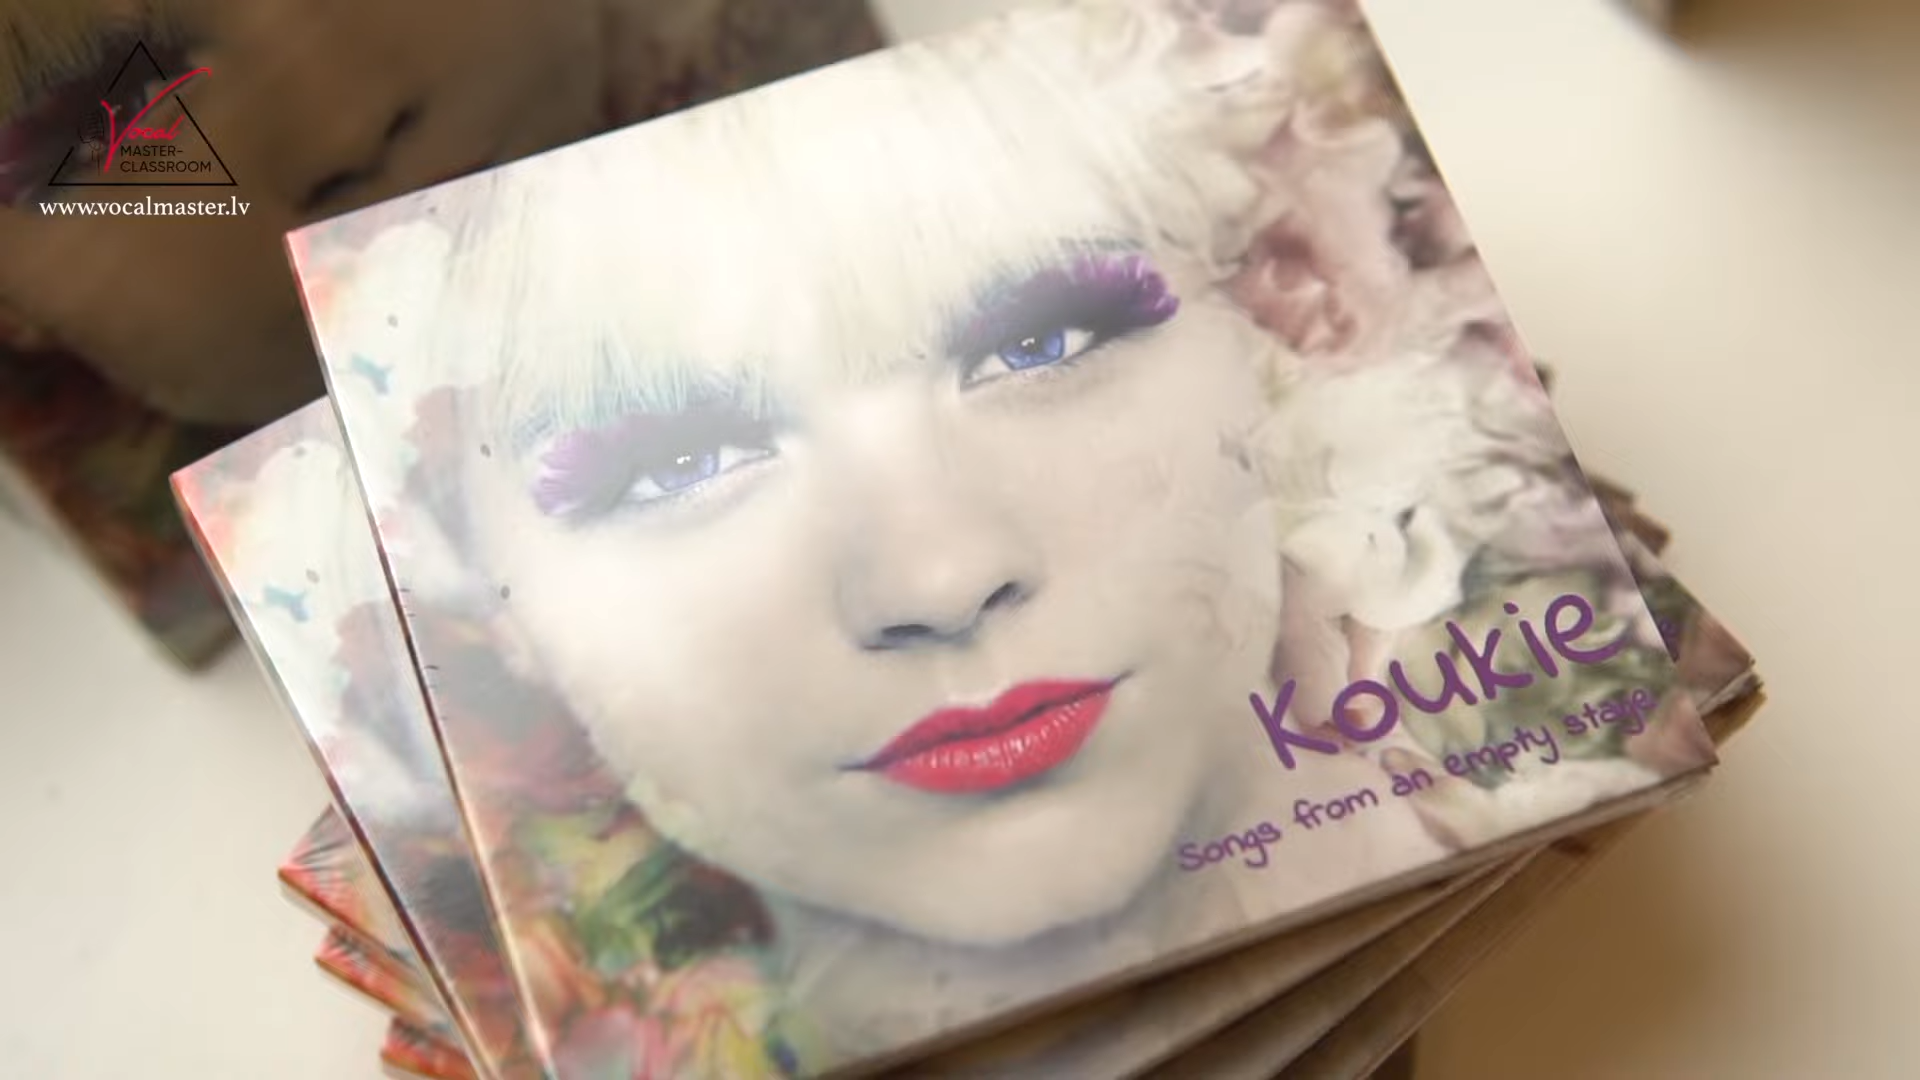 Vocal
MASTER-
CLASSROOM
www.vocalmaster.lv
Koukie
Songs from an empty stage